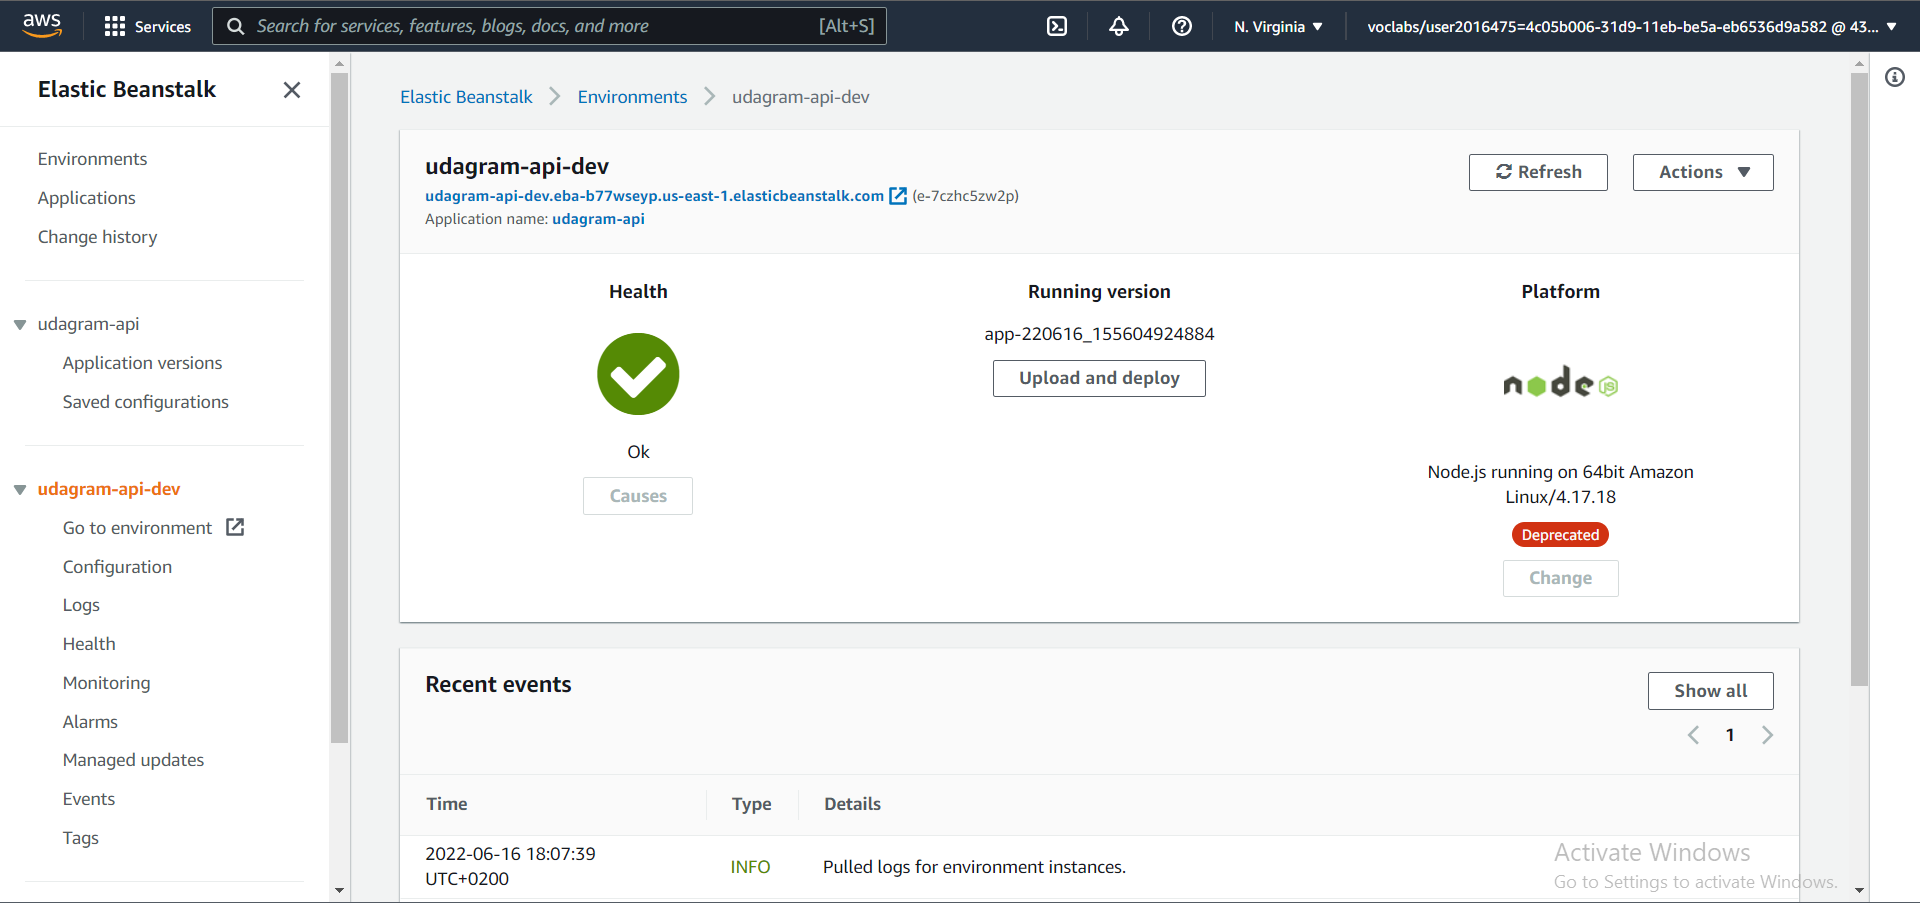 aws
Services
Search for services, features, blogs, docs, and more
[Alt+S]
N. Virginia
voclabs/user2016475=4c05b006-31d9-11eb-be5a-eb6536d9a582 @ 43...
Elastic Beanstalk
Environments
Applications
Change history
udagram-api
Application versions
Saved configurations
udagram-api-dev
Go to environment
Configuration
Logs
Health
Monitoring
Alarms
Managed updates
Events
Tags
Elastic Beanstalk
Environments
udagram-api-dev
udagram-api-dev
udagram-api-dev.eba-b77wseyp.us-east-1.elasticbeanstalk.com (e-7czhc5zw2p)
Application name: udagram-api
Refresh
Actions
Health
Ok
Causes
Running version
app-220616_155604924884
Upload and deploy
Platform
node
JS
Node.js running on 64bit Amazon
Linux/4.17.18
Deprecated
Change
Recent events
Show all
1
Time
Type
Details
2022-06-16 18:07:39
UTC+0200
INFO
Pulled logs for environment instances.
Activate Windows
Go to Settings to activate Windows.